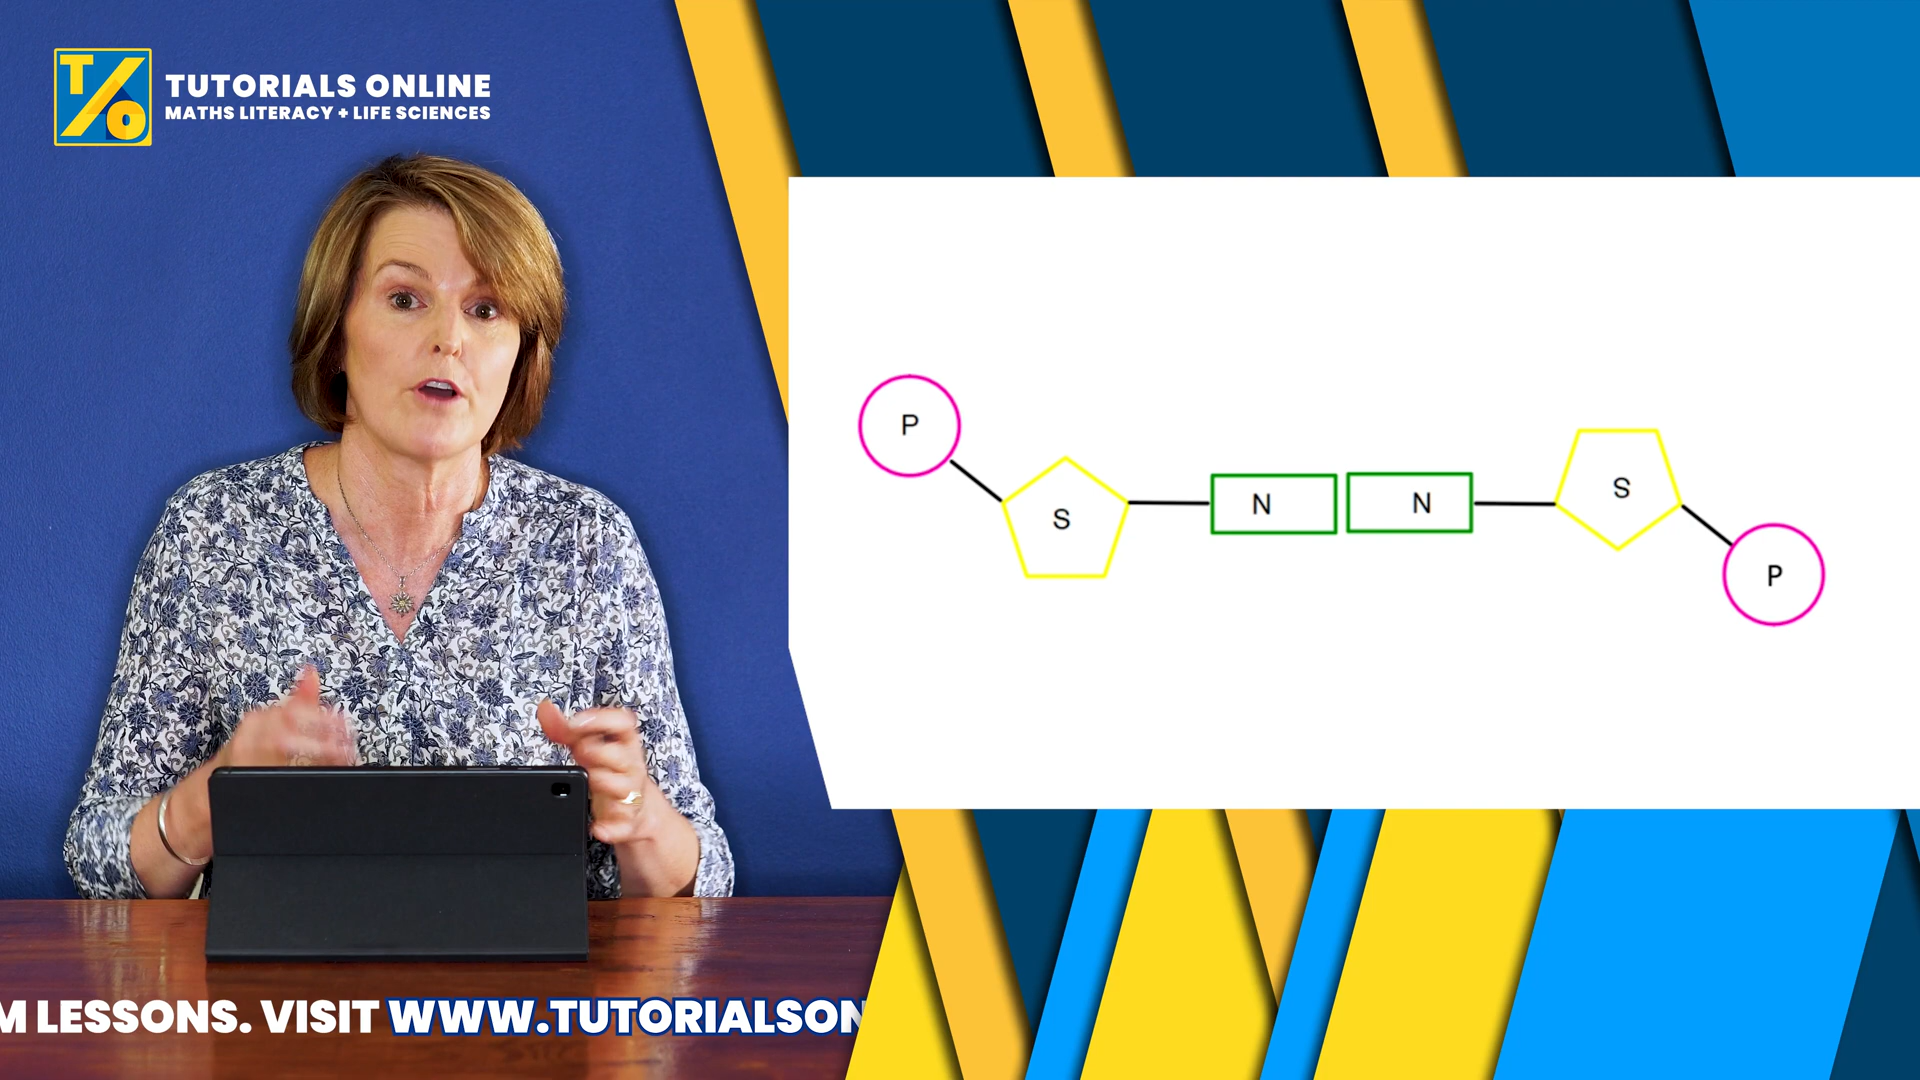 T/O
TUTORIALS ONLINE
MATHS LITERACY + LIFE SCIENCES
P
S
N
N
S
P
M LESSONS. VISIT WWW.TUTORIALSON